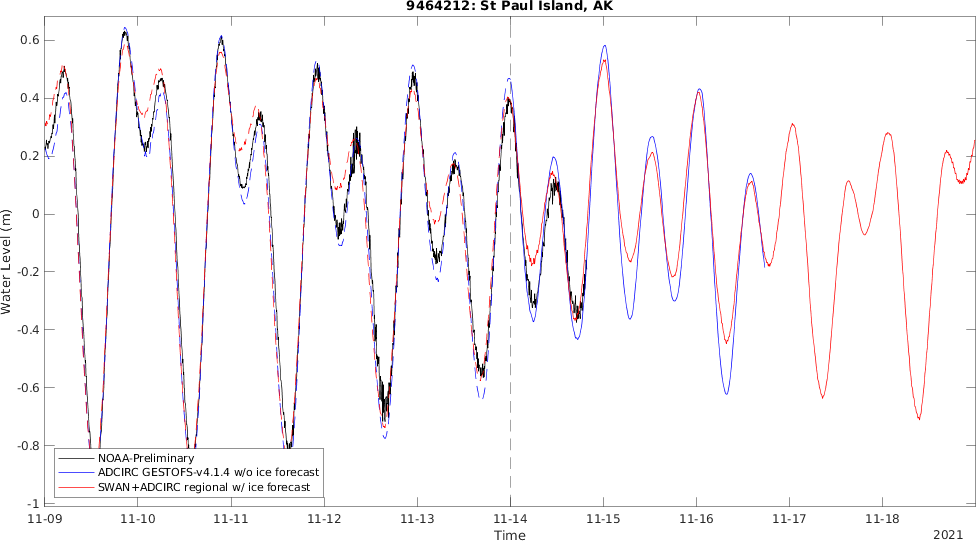 9464212: St Paul Island, AK
0.6
0.4
0.2
0
-0.2
-0.4
-0.6
-0.8
-1
Water Level (m)
NOAA-Preliminary
ADCIRC GESTOFS-v4.1.4 w/o ice forecast
SWAN+ADCIRC regional w/ ice forecast
11-09 11-10 11-11 11-12 11-13 11-14 11-15 11-16 11-17 11-18
Time
2021